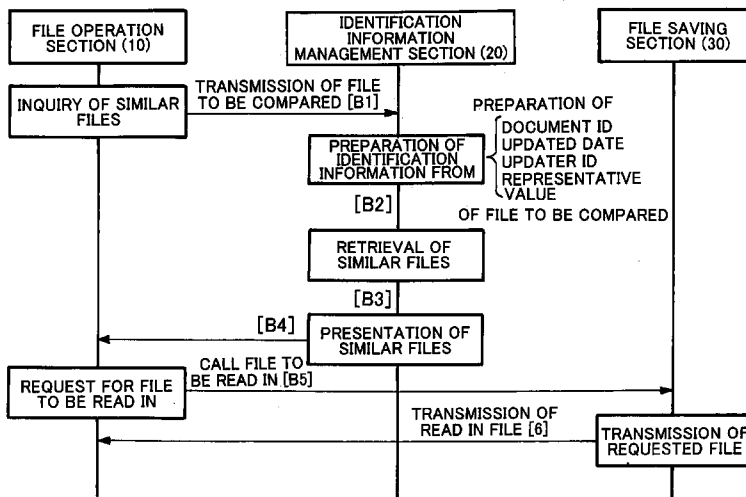 FILE OPERATION
SECTION (10)
IDENTIFICATION
INFORMATION
MANAGEMENT SECTION (20)
FILE SAVING
SECTION (30)
INQUIRY OF SIMILAR
FILES
TRANSMISSION OF FILE
TO BE COMPARED [B1]
PREPARATION OF
IDENTIFICATION
INFORMATION FROM
PREPARATION OF
DOCUMENT ID
UPDATED DATE
UPDATER ID
REPRESENTATIVE
VALUE
OF FILE TO BE COMPARED
[B2]
RETRIEVAL OF
SIMILAR FILES
[B3]
[B4]
PRESENTATION OF
SIMILAR FILES
REQUEST FOR FILE
TO BE READ IN
CALL FILE TO
BE READ IN [B5]
TRANSMISSION OF
READ IN FILE [6]
TRANSMISSION OF
REQUESTED FILE